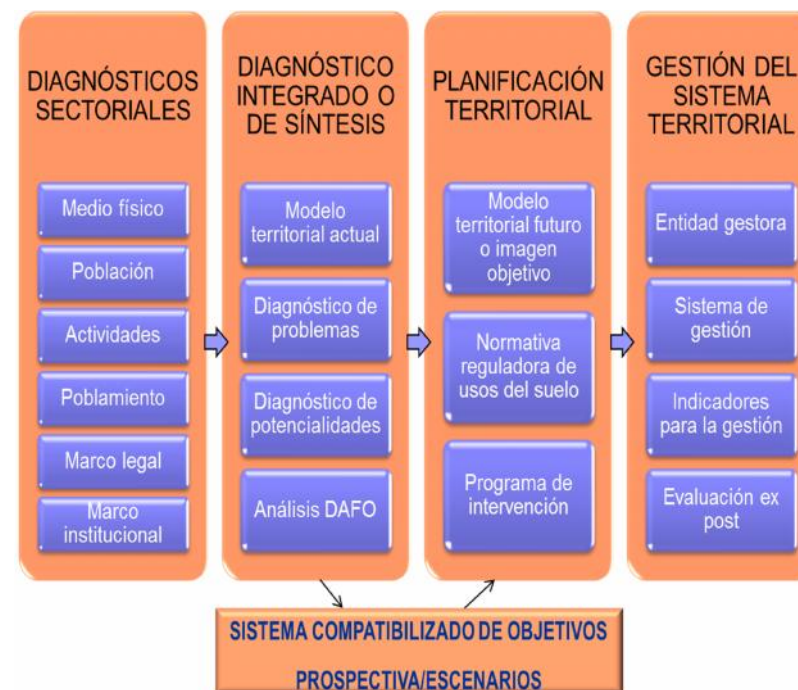 DIAGNÓSTICOS
SECTORIALES
Medio físico
Población
Actividades
Poblamiento
Marco legal
Marco
institucional
DIAGNÓSTICO
INTEGRADO O
DE SÍNTESIS
Modelo
territorial actual
Diagnóstico de
problemas
Diagnóstico de
potencialidades
Análisis DAFO
PLANIFICACIÓN
TERRITORIAL
Modelo
territorial futuro
o imagen
objetivo
Normativa
reguladora de
usos del suelo
Programa de
intervención
GESTIÓN DEL
SISTEMA
TERRITORIAL
Entidad gestora
Sistema de
gestión
Indicadores
para la gestión
Evaluación ex
post
SISTEMA COMPATIBILIZADO DE OBJETIVOS
PROSPECTIVA/ESCENARIOS